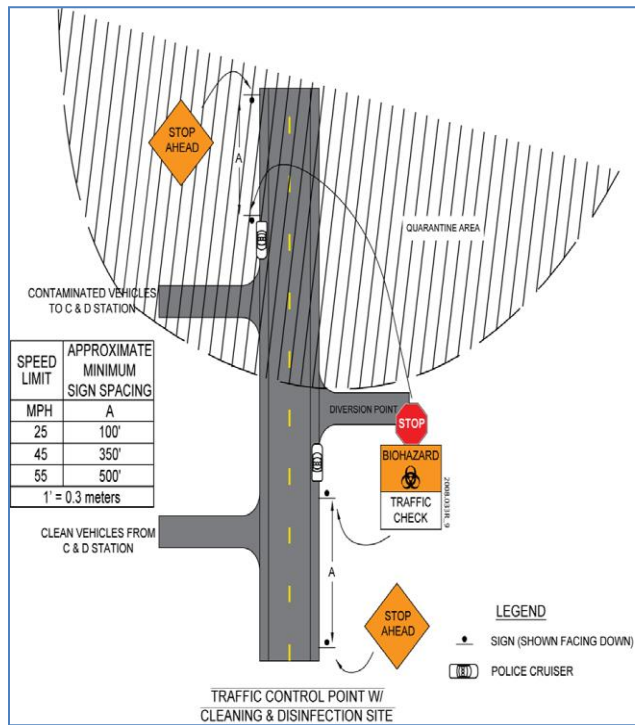 STOP
AHEAD
A
QUARANTINE AREA
CONTAMINATED VEHICLES
TO C & D STATION
SPEED
LIMIT
APPROXIMATE
MINIMUM
SIGN SPACING
MPH A
25 100'
45 350'
55 500'
1' = 0.3 meters
DIVERSION POINT
STOP
BIOHAZARD
TRAFFIC
CHECK
2008.033R_9
CLEAN VEHICLES FROM
C & D STATION
A
STOP
AHEAD
LEGEND
SIGN (SHOWN FACING DOWN)
POLICE CRUISER
TRAFFIC CONTROL POINT W/
CLEANING & DISINFECTION SITE